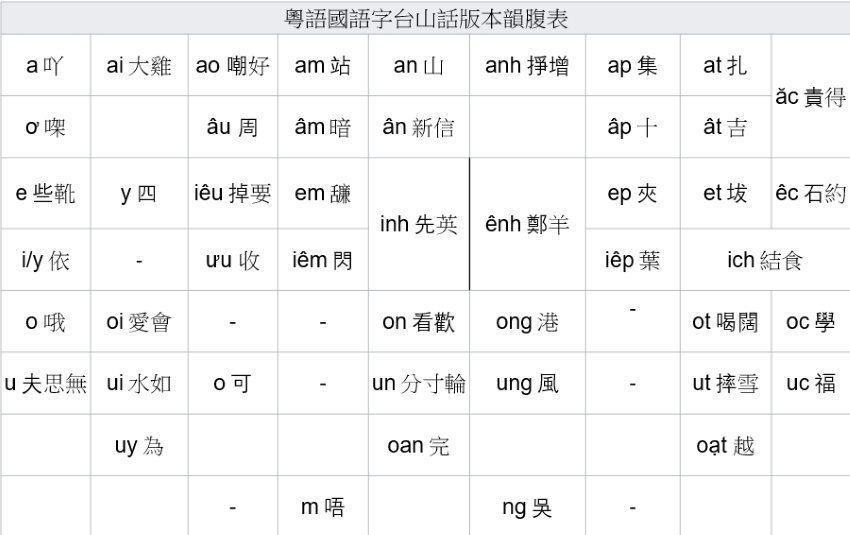 粵語國語字台山話版本韻腹表
a 吖 ai 大雞 ao 嘲好 am 站 an 山 anh 掙增 ap 集 at 扎 ăc 貴得
ơ 㗎 âu 周 âm 暗 ân 新信 âp 十 ât 吉
e 些靴 y 四 iêu 掉要 em 䶢 inh 先英 ênh 鄭羊 ep 夾 et 坺 êc 石約
i/y 依 - ưu 收 iêm 閃 iêp 葉 ich 結食
o 哦 oi 愛會 - - on 看歡 ong 港 - ot 喝闊 oc 學
u 夫思無 ui 水如 o 可 - un 分寸輪 ung 風 - ut 摔雪 uc 福
uy 為 oan 完 oạt 越
- m 唔 ng 吳 -